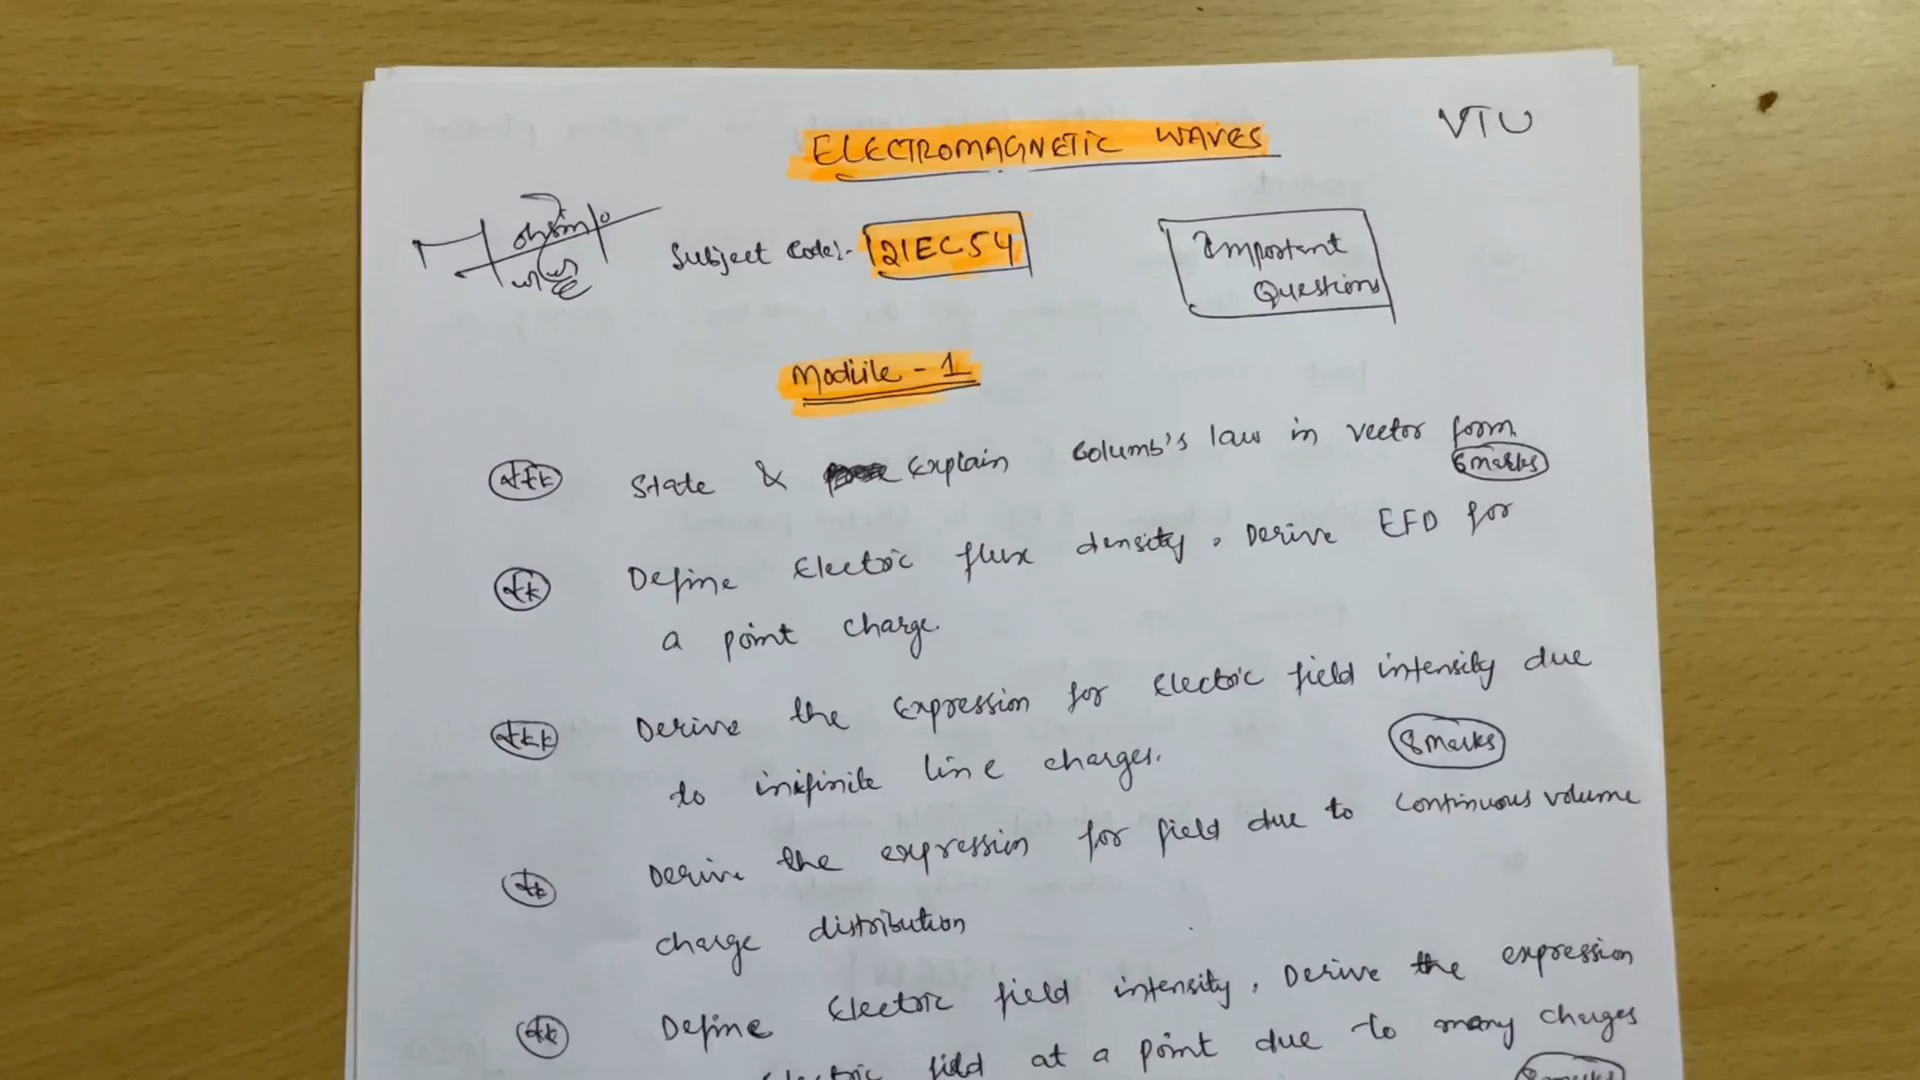 VTU
ELECTROMAGNETIC WAVES
Subject Code:- 21EC54
Important
Questions
Module - 1
State & Explain Columb's law in vector form
6 marks
Define Electric flux density, Derive EFD for
a point charge.
Derive the Expression for Electric field intensity due
to inifinite line charges.
8 marks
Derive the expression for field due to continuous volume
charge distribution
Define Electric field intensity, Derive the expression
Electric field at a point due to many charges